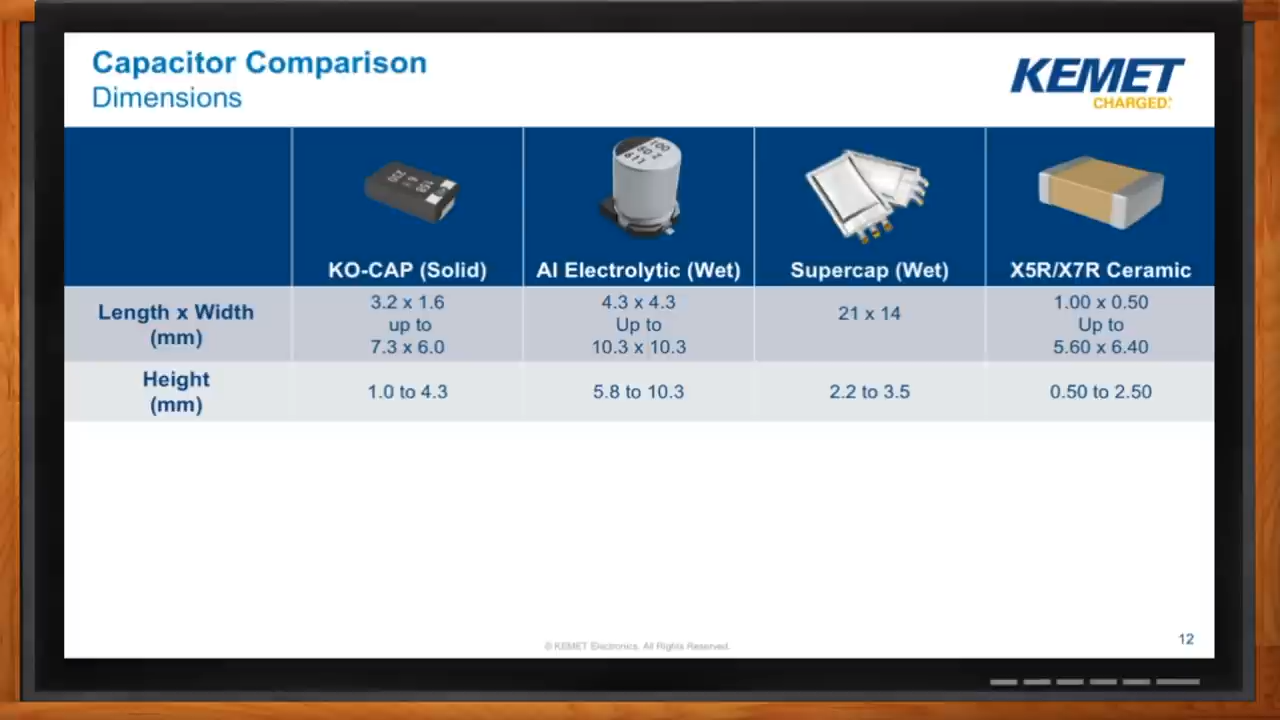 Capacitor Comparison
Dimensions
KEMET
CHARGED.
KO-CAP (Solid)
Al Electrolytic (Wet)
Supercap (Wet)
X5R/X7R Ceramic
Length x Width
(mm)
3.2 x 1.6
up to
7.3 x 6.0
4.3 x 4.3
Up to
10.3 x 10.3
21 x 14
1.00 x 0.50
Up to
5.60 x 6.40
Height
(mm)
1.0 to 4.3
5.8 to 10.3
2.2 to 3.5
0.50 to 2.50
© KEMET Electronics. All Rights Reserved.
12